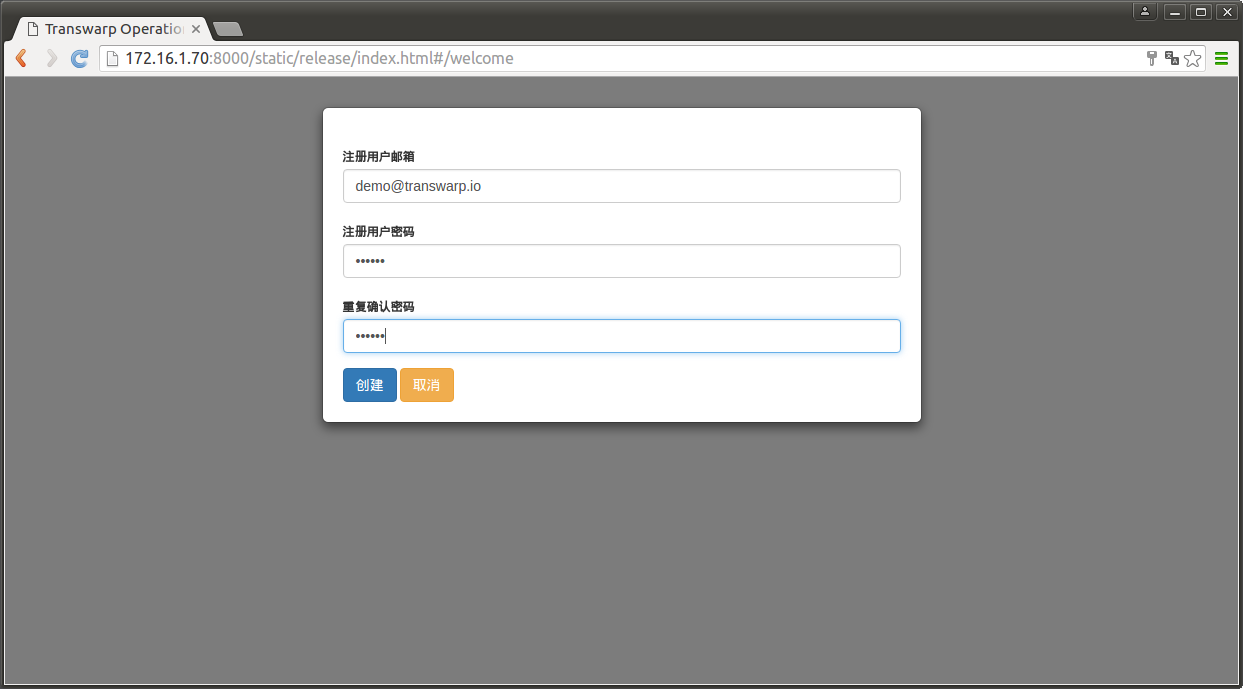 Transwarp Operatio
172.16.1.70:8000/static/release/index.html#/welcome
注册用户邮箱
demo@transwarp.io
注册用户密码
••••••
重复确认密码
••••••
创建 取消